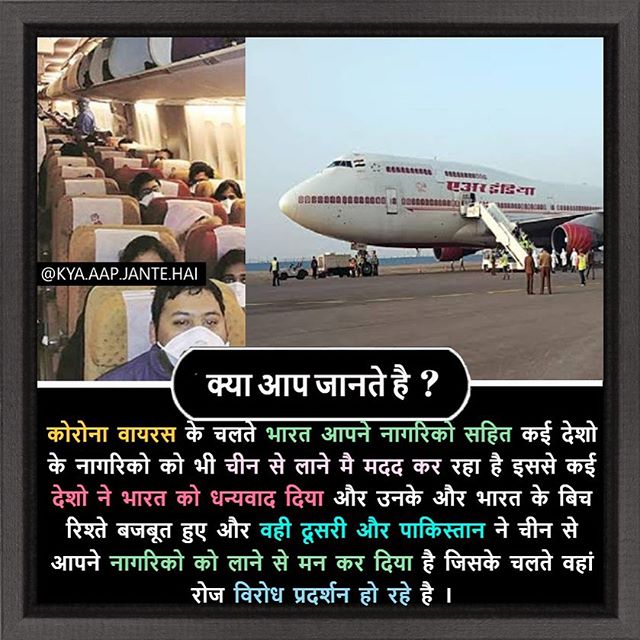 एअर इंडिया
@KYA.AAP.JANTE.HAI
क्या आप जानते है ?
कोरोना वायरस के चलते भारत आपने नागरिको सहित कई देशो
के नागरिको को भी चीन से लाने मै मदद कर रहा है इससे कई
देशो ने भारत को धन्यवाद दिया और उनके और भारत के बिच
रिश्ते बजबूत हुए और वही दूसरी और पाकिस्तान ने चीन से
आपने नागरिको को लाने से मन कर दिया है जिसके चलते वहां
रोज विरोध प्रदर्शन हो रहे है ।